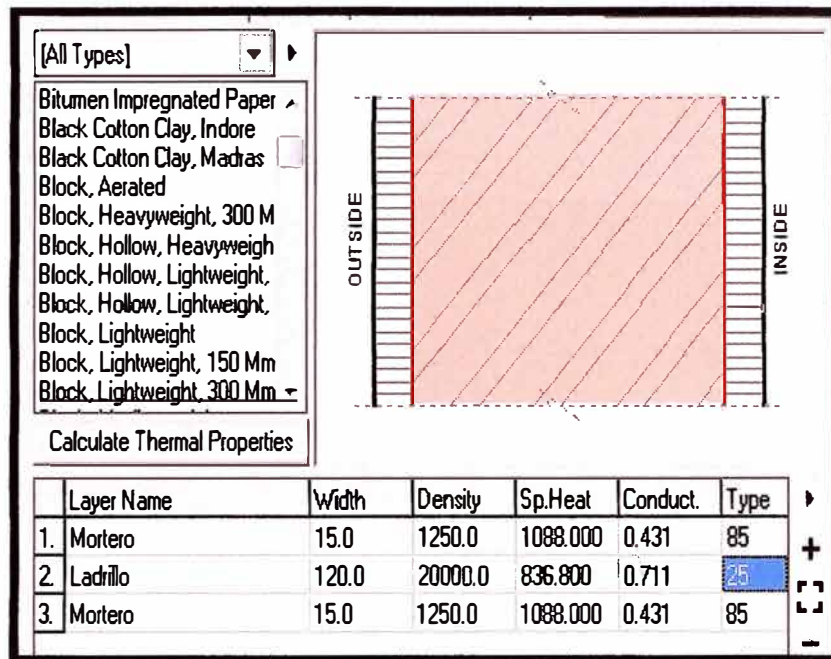 [All Types]
Bitumen Impregnated Paper
Black Cotton Clay, Indore
Black Cotton Clay, Madras
Block, Aerated
Block, Heavyweight, 300 M
Block, Hollow, Heavyweigh
Block, Hollow, Lightweight,
Block, Hollow, Lightweight,
Block, Lightweight
Block, Lightweight, 150 Mm
Block, Lightweight, 300 Mm
Calculate Thermal Properties
OUTSIDE
INSIDE
Layer Name Width Density Sp.Heat Conduct. Type
1. Mortero 15.0 1250.0 1088.000 0.431 85
2. Ladrillo 120.0 20000.0 836.800 0.711 25
3. Mortero 15.0 1250.0 1088.000 0.431 85